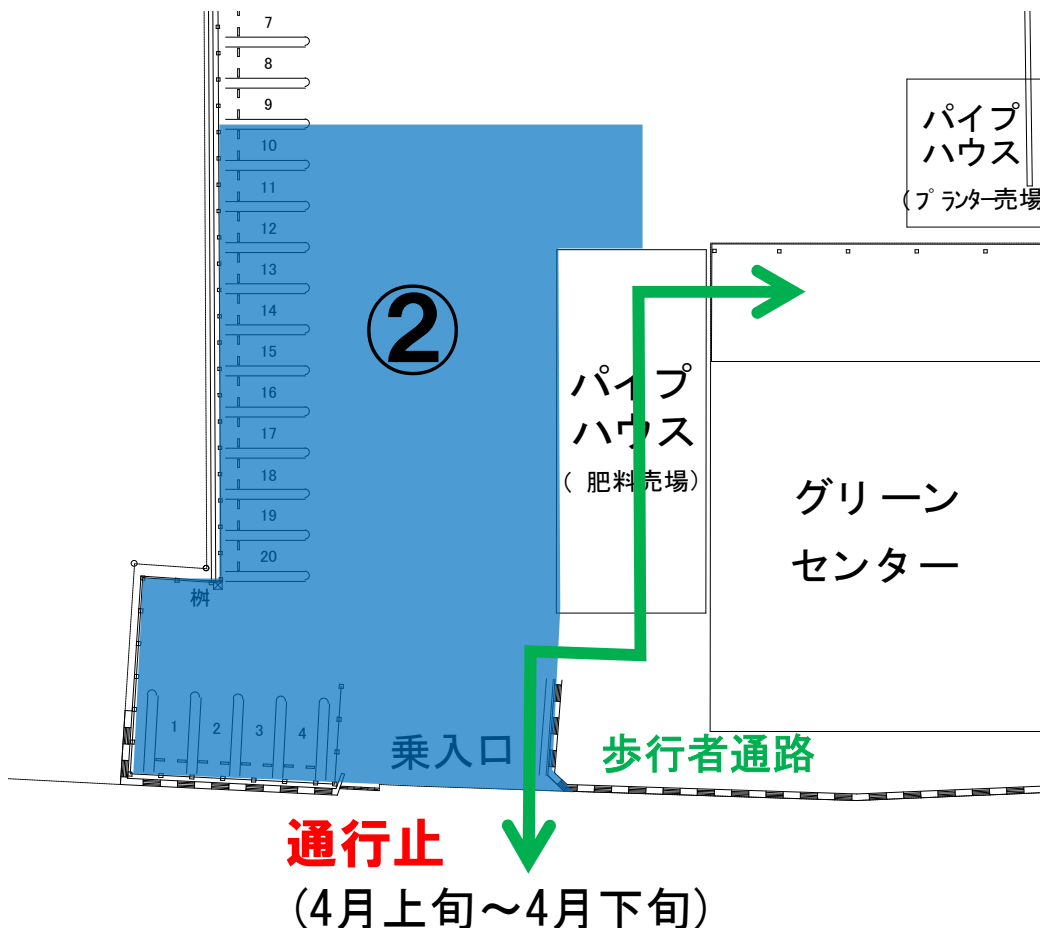 7
8
9
10
11
12
13
14
15
16
17
18
19
20
②
パイプ
ハウス
(プランター売場
パイプ
ハウス
(肥料売場)
グリーン
センター
桝
1
2
3
4
乗入口
歩行者通路
通行止
(4月上旬～4月下旬)